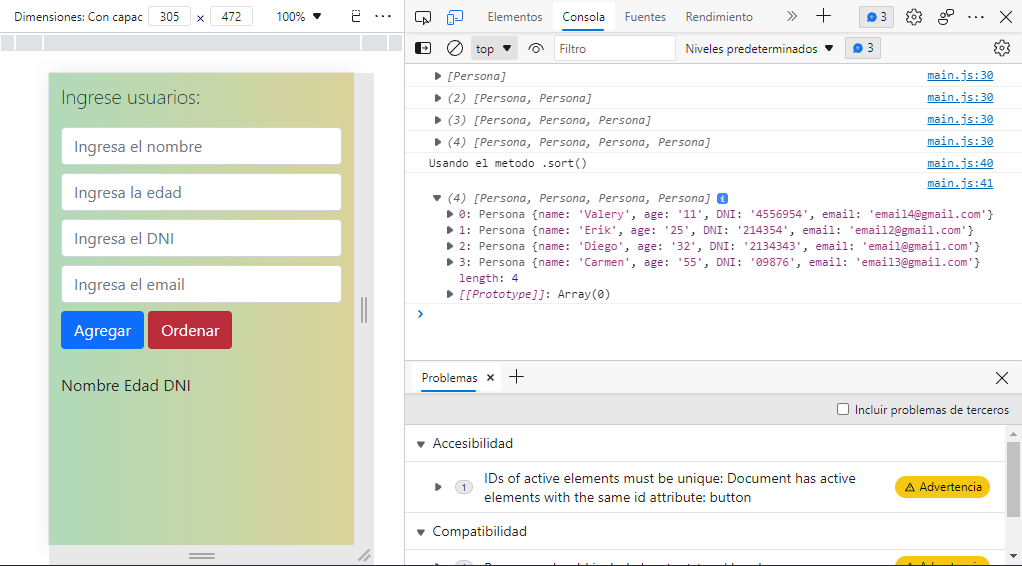 Dimensiones: Con capac 305 × 472 100% ▼ ⋯
Elementos Consola Fuentes Rendimiento » + 3 ⋯ ×
top ▼ Filtro Niveles predeterminados ▼ 3
Ingrese usuarios:
Ingresa el nombre
Ingresa la edad
Ingresa el DNI
Ingresa el email
Agregar Ordenar
Nombre Edad DNI
▶ [Persona] main.js:30
▶ (2) [Persona, Persona] main.js:30
▶ (3) [Persona, Persona, Persona] main.js:30
▶ (4) [Persona, Persona, Persona, Persona] main.js:30
Usando el metodo .sort() main.js:40
main.js:41
▼ (4) [Persona, Persona, Persona, Persona] i
▶ 0: Persona {name: 'Valery', age: '11', DNI: '4556954', email: 'email4@gmail.com'}
▶ 1: Persona {name: 'Erik', age: '25', DNI: '214354', email: 'email2@gmail.com'}
▶ 2: Persona {name: 'Diego', age: '32', DNI: '2134343', email: 'email@gmail.com'}
▶ 3: Persona {name: 'Carmen', age: '55', DNI: '09876', email: 'email3@gmail.com'}
length: 4
▶ [[Prototype]]: Array(0)
Problemas × +
Incluir problemas de terceros
▼ Accesibilidad
▶ 1 IDs of active elements must be unique: Document has active
elements with the same id attribute: button Advertencia
▼ Compatibilidad